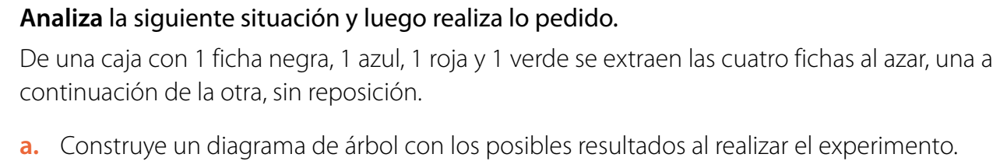 Analiza la siguiente situación y luego realiza lo pedido.
De una caja con 1 ficha negra, 1 azul, 1 roja y 1 verde se extraen las cuatro fichas al azar, una a
continuación de la otra, sin reposición.
a. Construye un diagrama de árbol con los posibles resultados al realizar el experimento.